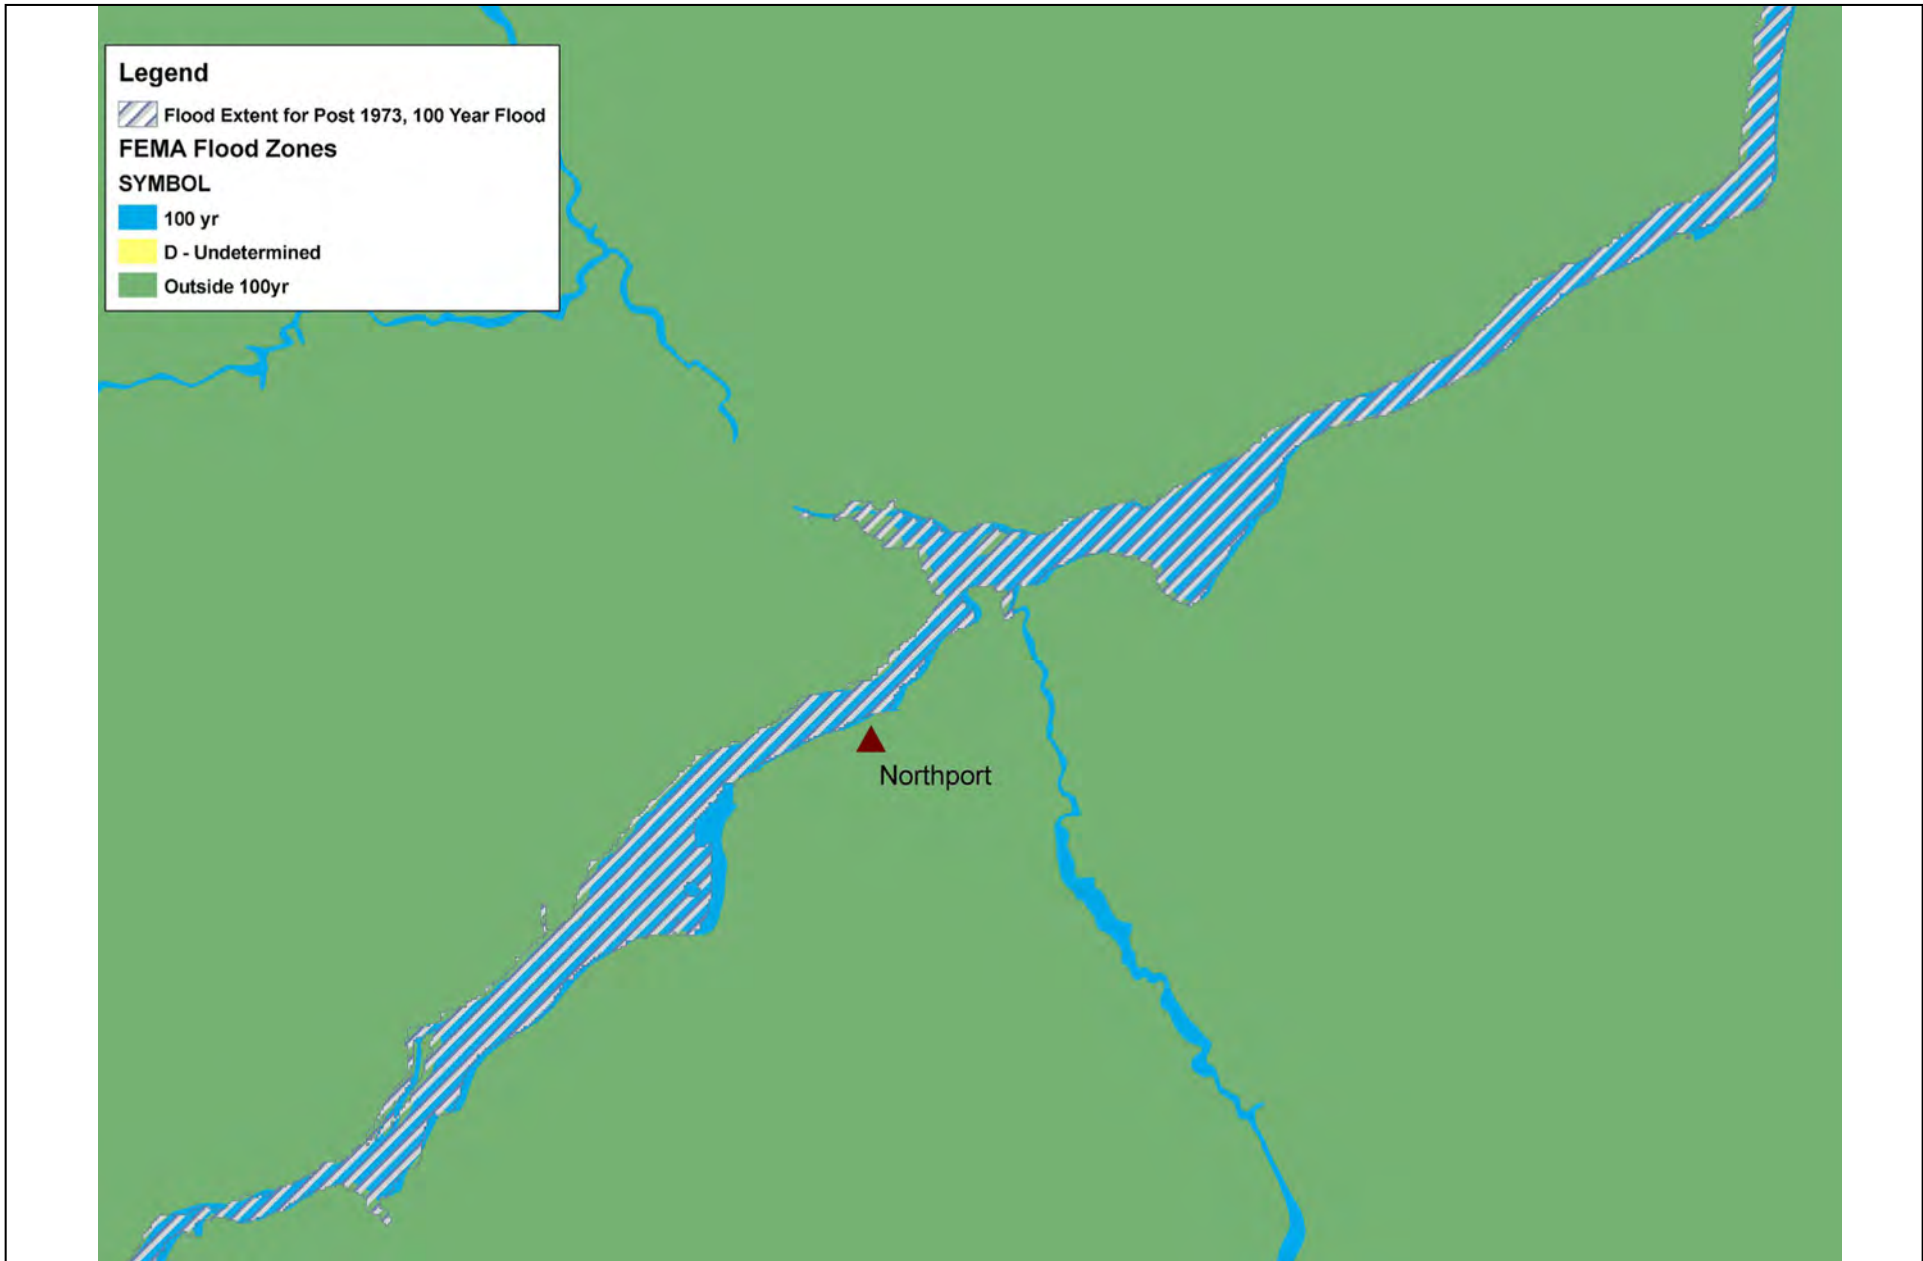 Legend
Flood Extent for Post 1973, 100 Year Flood
FEMA Flood Zones
SYMBOL
100 yr
D - Undetermined
Outside 100yr
Northport